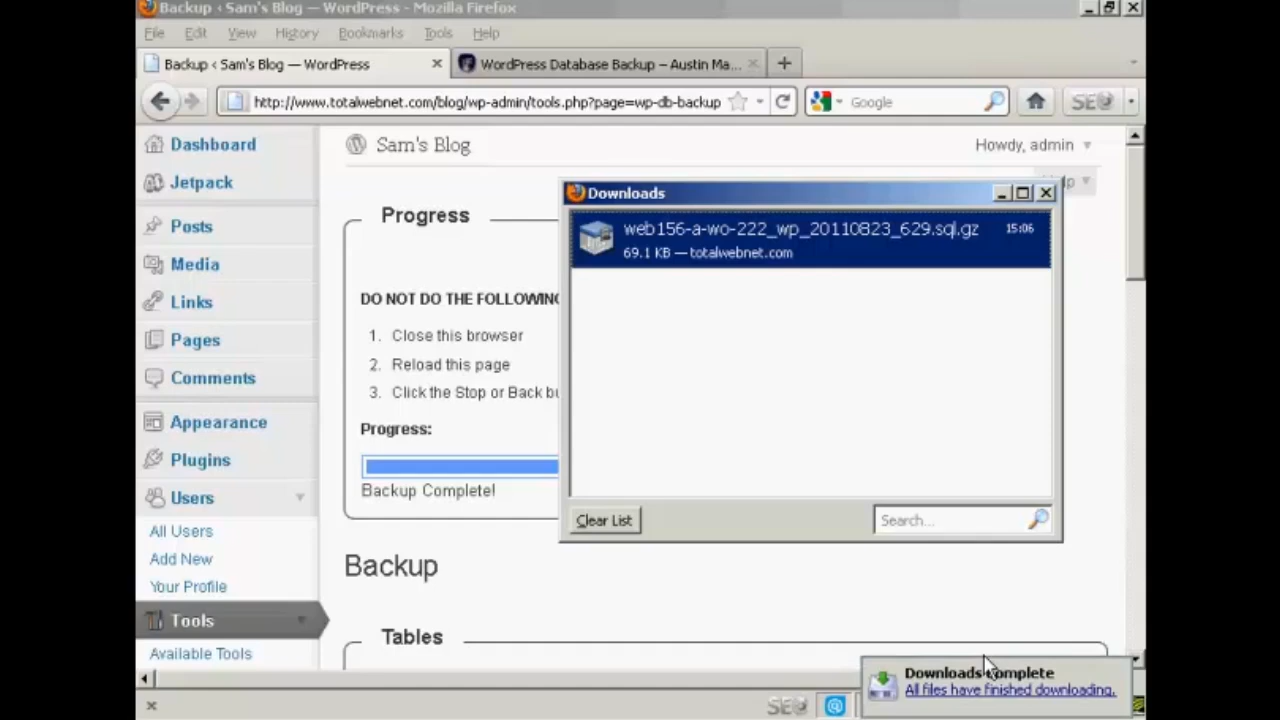 Backup ‹ Sam's Blog — WordPress - Mozilla Firefox
File Edit View History Bookmarks Tools Help
Backup ‹ Sam's Blog — WordPress
WordPress Database Backup – Austin Ma...
http://www.totalwebnet.com/blog/wp-admin/tools.php?page=wp-db-backup
Google
Dashboard
Jetpack
Posts
Media
Links
Pages
Comments
Appearance
Plugins
Users
All Users
Add New
Your Profile
Tools
Available Tools
Sam's Blog
Howdy, admin
Progress
DO NOT DO THE FOLLOWING
1. Close this browser
2. Reload this page
3. Click the Stop or Back bu
Progress:
Backup Complete!
Backup
Tables
Downloads
web156-a-wo-222_wp_20110823_629.sql.gz
15:06
69.1 KB — totalwebnet.com
Clear List
Search...
Downloads Complete
All files have finished downloading.